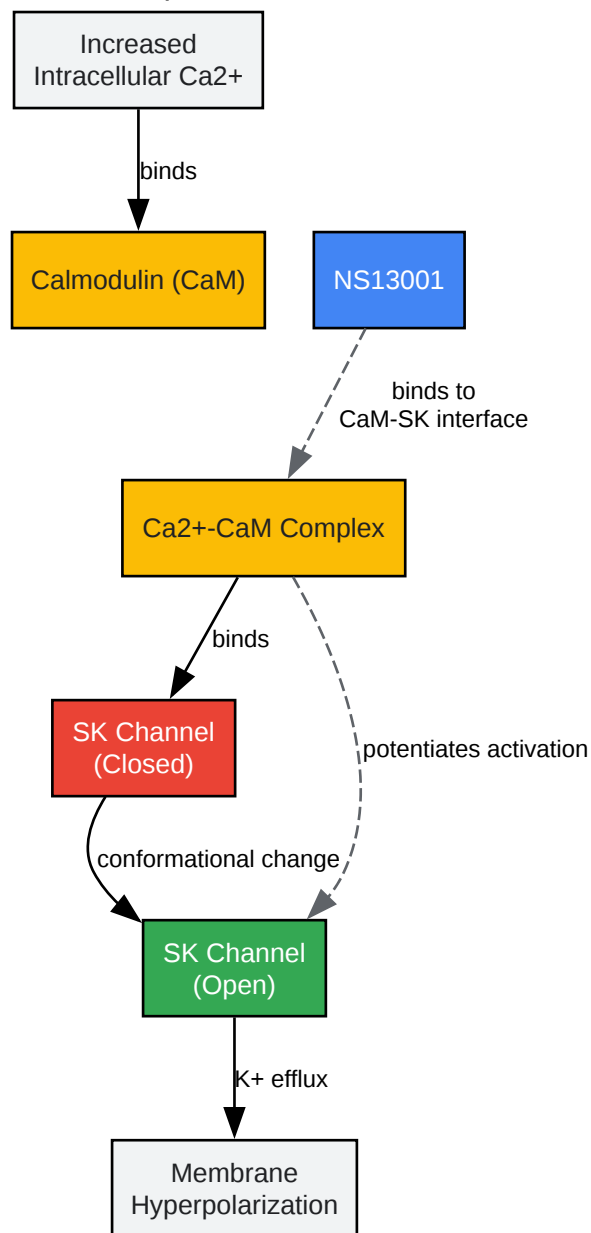 Increased
Intracellular Ca2+
binds
Calmodulin (CaM)
NS13001
binds to
CaM-SK interface
Ca2+-CaM Complex
binds
SK Channel
(Closed)
potentiates activation
conformational change
SK Channel
(Open)
K+ efflux
Membrane
Hyperpolarization